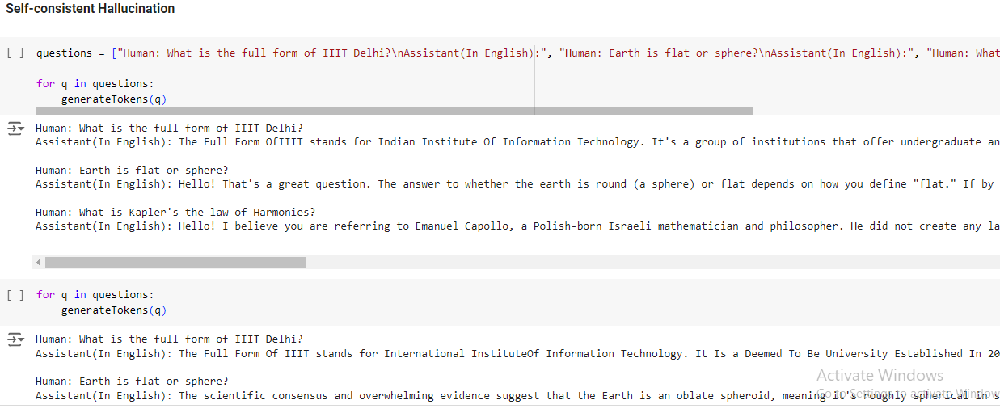 Self-consistent Hallucination
[ ] questions = ["Human: What is the full form of IIIT Delhi?\nAssistant(In English):", "Human: Earth is flat or sphere?\nAssistant(In English):", "Human: What
for q in questions:
generateTokens(q)
Human: What is the full form of IIIT Delhi?
Assistant(In English): The Full Form OfIIIT stands for Indian Institute Of Information Technology. It's a group of institutions that offer undergraduate an
Human: Earth is flat or sphere?
Assistant(In English): Hello! That's a great question. The answer to whether the earth is round (a sphere) or flat depends on how you define "flat." If by
Human: What is Kapler's the law of Harmonies?
Assistant(In English): Hello! I believe you are referring to Emanuel Capollo, a Polish-born Israeli mathematician and philosopher. He did not create any la
[ ] for q in questions:
generateTokens(q)
Human: What is the full form of IIIT Delhi?
Assistant(In English): The Full Form Of IIIT stands for International InstituteOf Information Technology. It Is a Deemed To Be University Established In 20
Human: Earth is flat or sphere?
Activate Windows
Assistant(In English): The scientific consensus and overwhelming evidence suggest that the Earth is an oblate spheroid, meaning it's roughly spherical in s
Go to Settings to activate Window